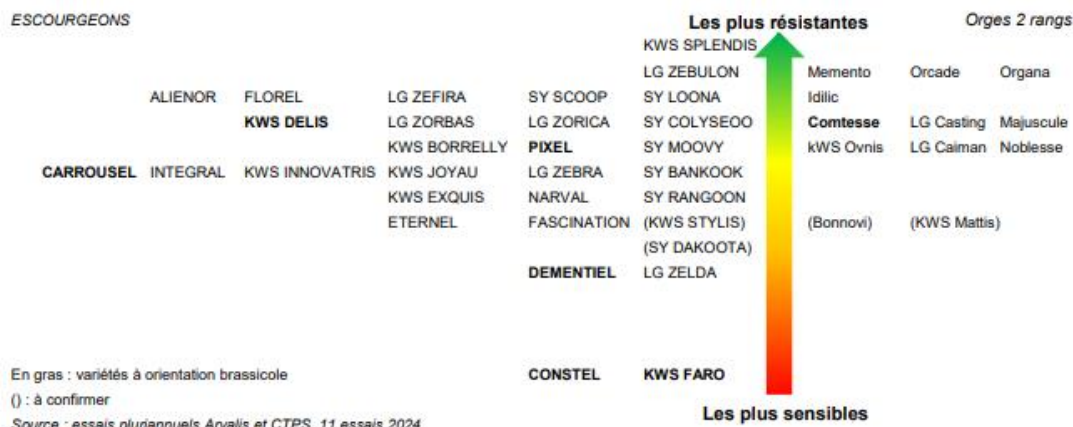 ESCOURGEONS Les plus résistantes Orges 2 rangs
KWS SPLENDIS
LG ZEBULON Memento Orcade Organa
ALIENOR FLOREL LG ZEFIRA SY SCOOP SY LOONA Idilic
KWS DELIS LG ZORBAS LG ZORICA SY COLYSEOO Comtesse LG Casting Majuscule
KWS BORRELLY PIXEL SY MOOVY kWS Ovnis LG Caiman Noblesse
CARROUSEL INTEGRAL KWS INNOVATRIS KWS JOYAU LG ZEBRA SY BANKOOK
KWS EXQUIS NARVAL SY RANGOON
ETERNEL FASCINATION (KWS STYLIS) (Bonnovi) (KWS Mattis)
(SY DAKOOTA)
DEMENTIEL LG ZELDA
En gras : variétés à orientation brassicole CONSTEL KWS FARO
() : à confirmer
Source : essais pluriannuels Arvalis et CTPS, 11 essais 2024
Les plus sensibles